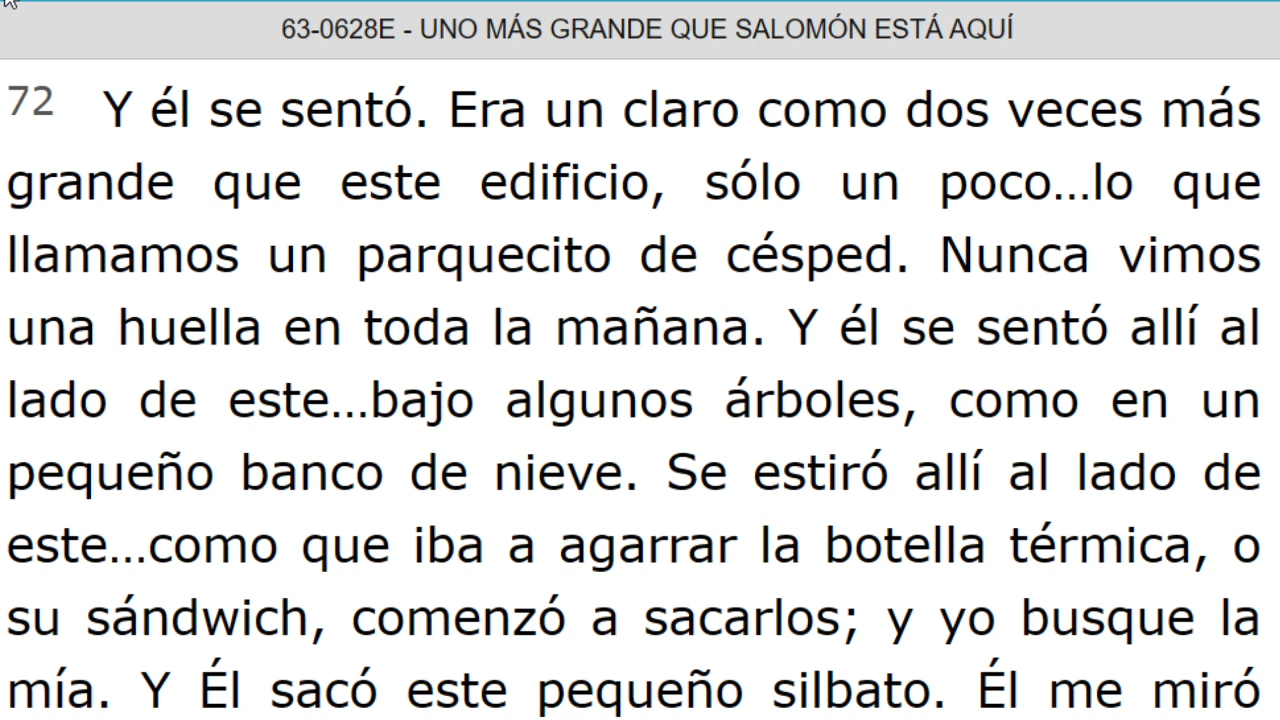 63-0628E - UNO MÁS GRANDE QUE SALOMÓN ESTÁ AQUÍ
72 Y él se sentó. Era un claro como dos veces más
grande que este edificio, sólo un poco...lo que
llamamos un parquecito de césped. Nunca vimos
una huella en toda la mañana. Y él se sentó allí al
lado de este...bajo algunos árboles, como en un
pequeño banco de nieve. Se estiró allí al lado de
este...como que iba a agarrar la botella térmica, o
su sándwich, comenzó a sacarlos; y yo busque la
mía. Y Él sacó este pequeño silbato. Él me miró